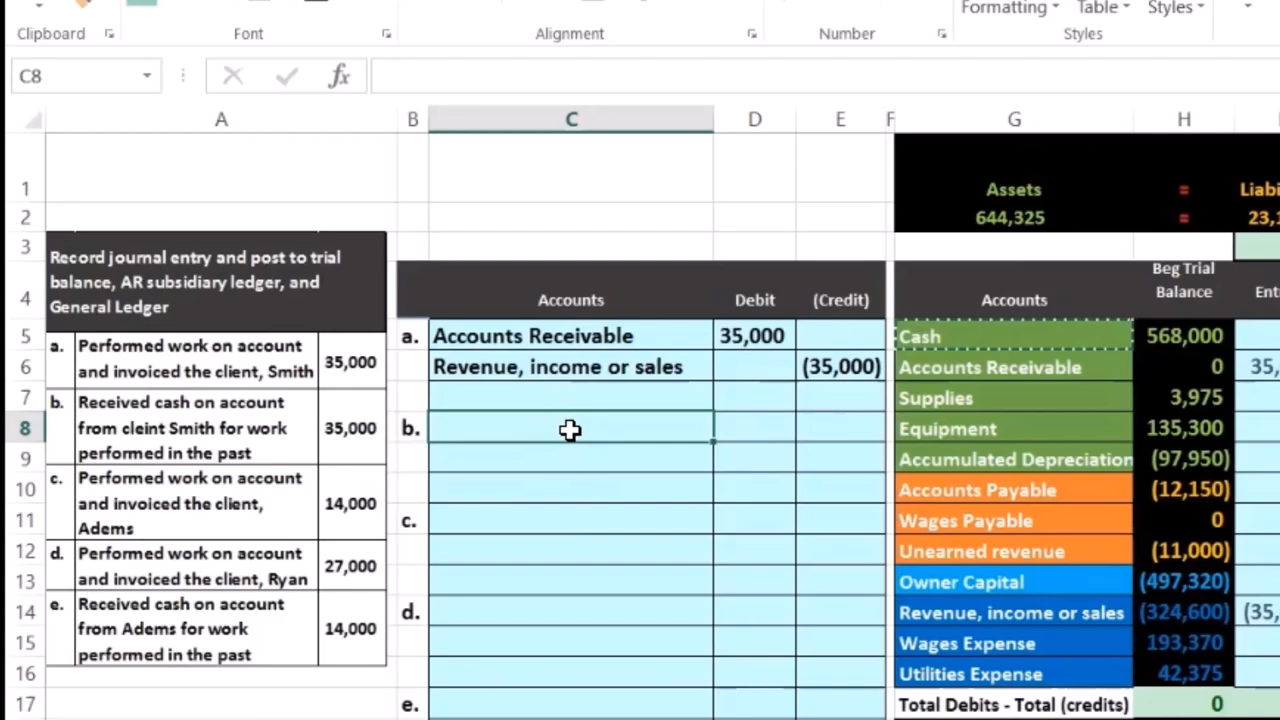 Formatting Table Styles
Clipboard Font Alignment Number Styles
C8 fx
A B C D E F G H
1 Assets = Liabi
2 644,325 = 23,1
3 Record journal entry and post to trial
balance, AR subsidiary ledger, and
General Ledger
4 Accounts Debit (Credit) Accounts Beg Trial
Balance Ent
5 a. Performed work on account
and invoiced the client, Smith 35,000
a. Accounts Receivable 35,000 Cash 568,000
6 Revenue, income or sales (35,000) Accounts Receivable 0 35,
7 b. Received cash on account
from cleint Smith for work
performed in the past 35,000
Supplies 3,975
8 b. Equipment 135,300
9 Accumulated Depreciation (97,950)
10 c. Performed work on account
and invoiced the client,
Adems 14,000
Accounts Payable (12,150)
11 c. Wages Payable 0
12 d. Performed work on account
and invoiced the client, Ryan 27,000
Unearned revenue (11,000)
13 Owner Capital (497,320)
14 e. Received cash on account
from Adems for work
performed in the past 14,000
d. Revenue, income or sales (324,600) (35,
15 Wages Expense 193,370
16 Utilities Expense 42,375
17 e. Total Debits - Total (credits) 0